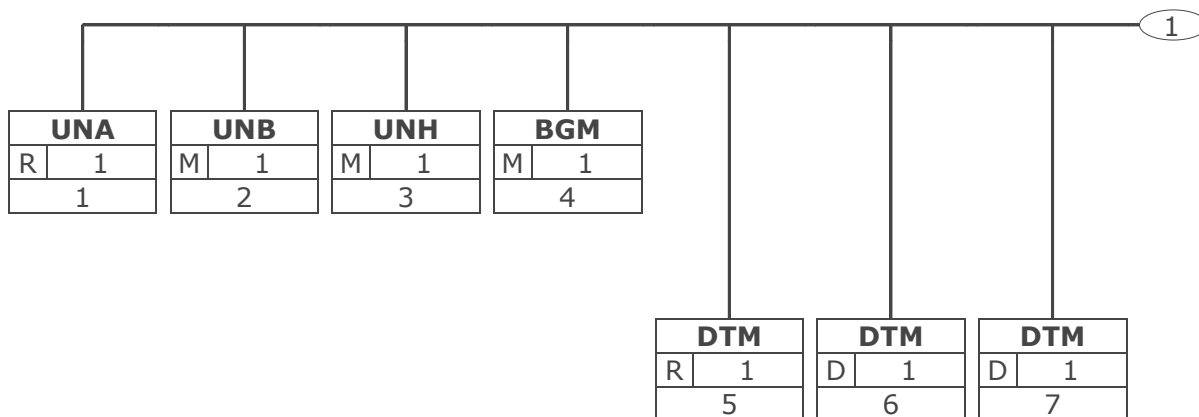 1
UNA UNB UNH BGM
R 1 M 1 M 1 M 1
1 2 3 4
DTM DTM DTM
R 1 D 1 D 1
5 6 7